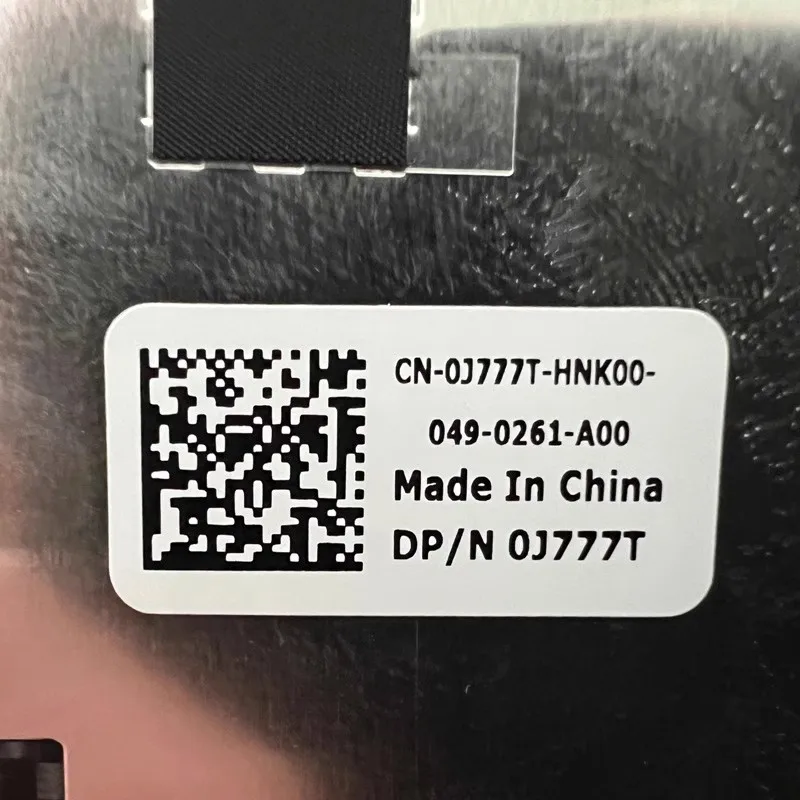 CN-0J777T-HNK00-
049-0261-A00
Made In China
DP/N 0J777T